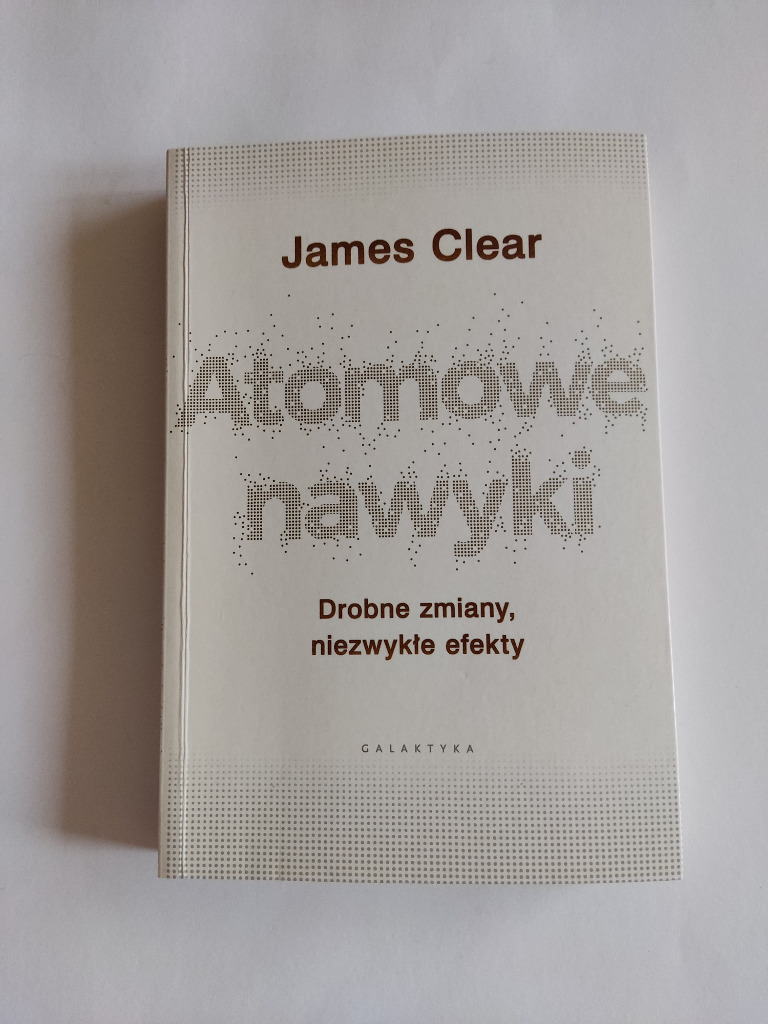 James Clear
Atomowe
nawyki
Drobne zmiany,
niezwykłe efekty
GALAKTYKA